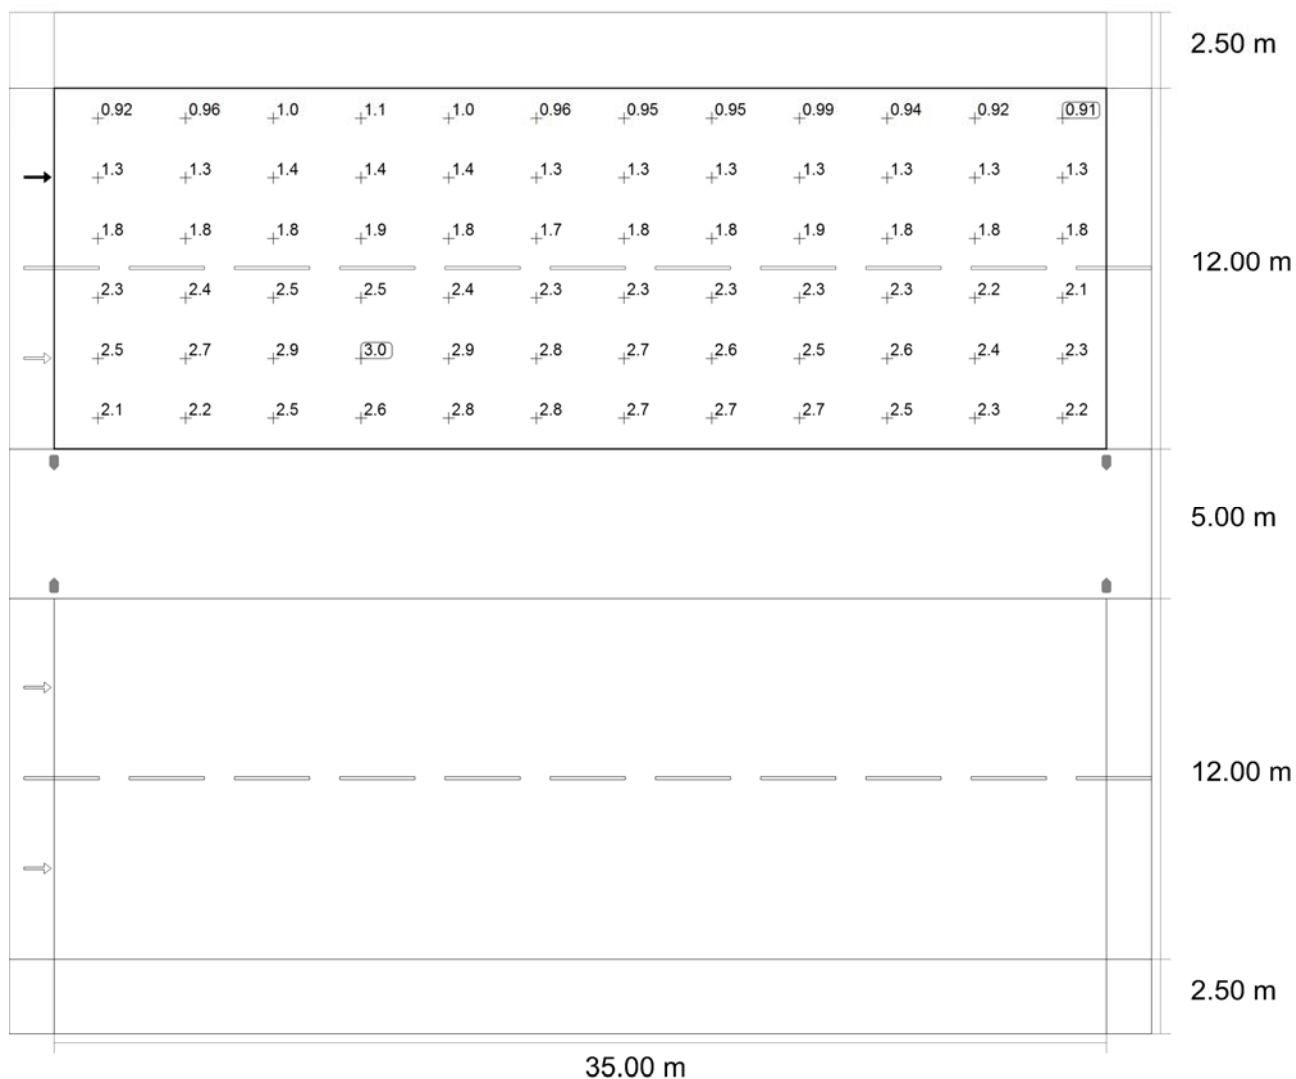 2.50 m
0.92 0.96 1.0 1.1 1.0 0.96 0.95 0.95 0.99 0.94 0.92 0.91
1.3 1.3 1.4 1.4 1.4 1.3 1.3 1.3 1.3 1.3 1.3 1.3
1.8 1.8 1.8 1.9 1.8 1.7 1.8 1.8 1.9 1.8 1.8 1.8
12.00 m
2.3 2.4 2.5 2.5 2.4 2.3 2.3 2.3 2.3 2.3 2.2 2.1
2.5 2.7 2.9 3.0 2.9 2.8 2.7 2.6 2.5 2.6 2.4 2.3
2.1 2.2 2.5 2.6 2.8 2.8 2.7 2.7 2.7 2.5 2.3 2.2
5.00 m
12.00 m
2.50 m
35.00 m